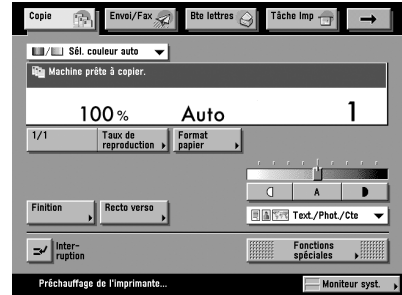 Copie
Envoi/Fax
Bte lettres
Tâche Imp
Sél. couleur auto
Machine prête à copier.
100 %
Auto
1
1/1
Taux de
reproduction
Format
papier
A
Finition
Recto verso
Text./Phot./Cte
Inter-
ruption
Fonctions
spéciales
Préchauffage de l'imprimante...
Moniteur syst.